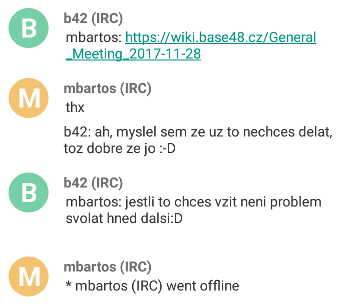 B
b42 (IRC)
mbartos: https://wiki.base48.cz/General
_Meeting_2017-11-28
M
mbartos (IRC)
thx
b42: ah, myslel sem ze uz to nechces delat,
toz dobre ze jo :-D
B
b42 (IRC)
mbartos: jestli to chces vzit neni problem
svolat hned dalsi:D
M
mbartos (IRC)
* mbartos (IRC) went offline